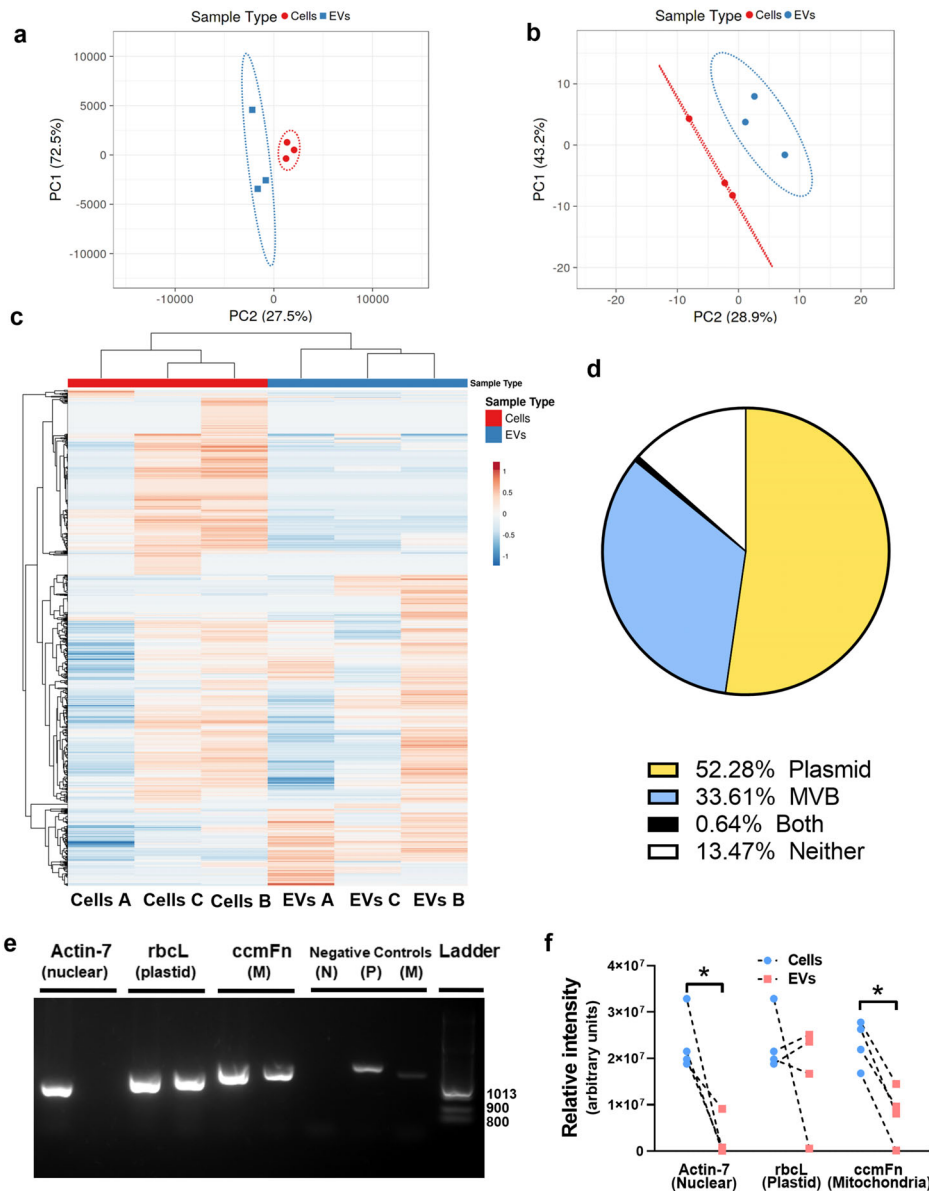 a
Sample Type Cells EVs
10000
5000
0
-5000
-10000
PC1 (72.5%)
-10000 0 10000
PC2 (27.5%)
b
Sample Type Cells EVs
10
0
-10
-20
PC1 (43.2%)
-20 -10 0 10 20
PC2 (28.9%)
c
Sample Type
Sample Type
Cells
EVs
1
0.5
0
-0.5
-1
Cells A Cells C Cells B EVs A EVs C EVs B
d
52.28% Plasmid
33.61% MVB
0.64% Both
13.47% Neither
e
Actin-7 rbcL ccmFn Negative Controls Ladder
(nuclear) (plastid) (M) (N) (P) (M)
1013
900
800
f
Cells
EVs
4×10⁷
3×10⁷
2×10⁷
1×10⁷
0
Relative intensity
(arbitrary units)
* *
Actin-7 rbcL ccmFn
(Nuclear) (Plastid) (Mitochondria)